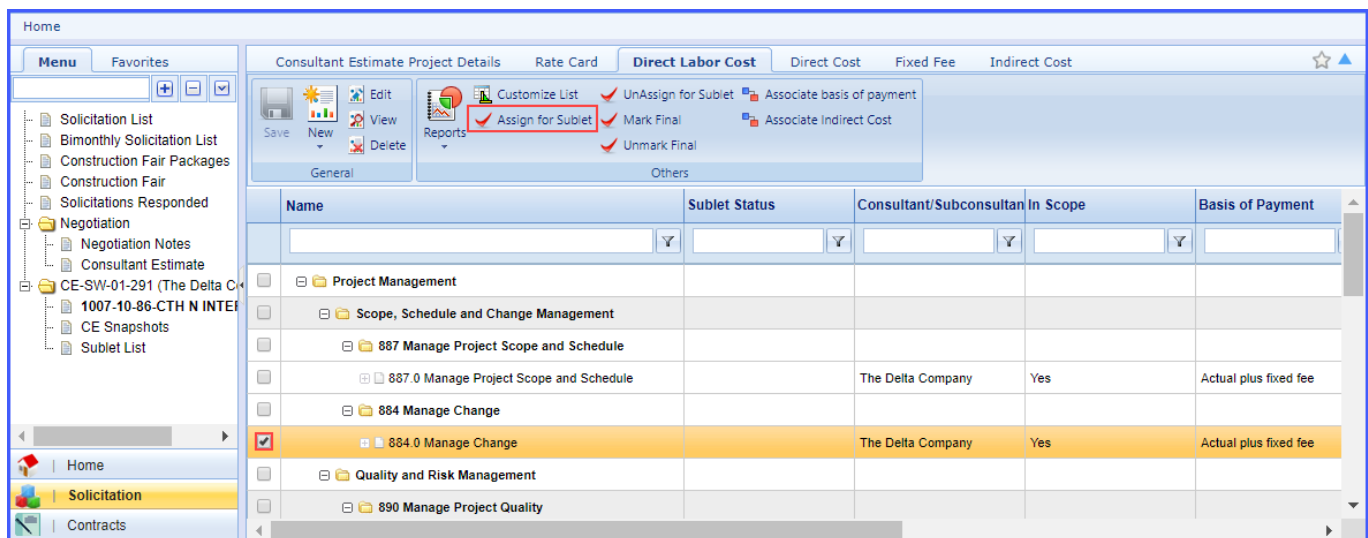 Home
Menu Favorites
Solicitation List
Bimonthly Solicitation List
Construction Fair Packages
Construction Fair
Solicitations Responded
Negotiation
Negotiation Notes
Consultant Estimate
CE-SW-01-291 (The Delta Co
1007-10-86-CTH N INTER
CE Snapshots
Sublet List
Home
Solicitation
Contracts
Consultant Estimate Project Details Rate Card Direct Labor Cost Direct Cost Fixed Fee Indirect Cost
Save
New
Edit
View
Delete
General
Reports
Customize List
Assign for Sublet
UnAssign for Sublet
Mark Final
Unmark Final
Associate basis of payment
Associate Indirect Cost
Others
Name Sublet Status Consultant/Subconsultan In Scope Basis of Payment
Project Management
Scope, Schedule and Change Management
887 Manage Project Scope and Schedule
887.0 Manage Project Scope and Schedule The Delta Company Yes Actual plus fixed fee
884 Manage Change
884.0 Manage Change The Delta Company Yes Actual plus fixed fee
Quality and Risk Management
890 Manage Project Quality